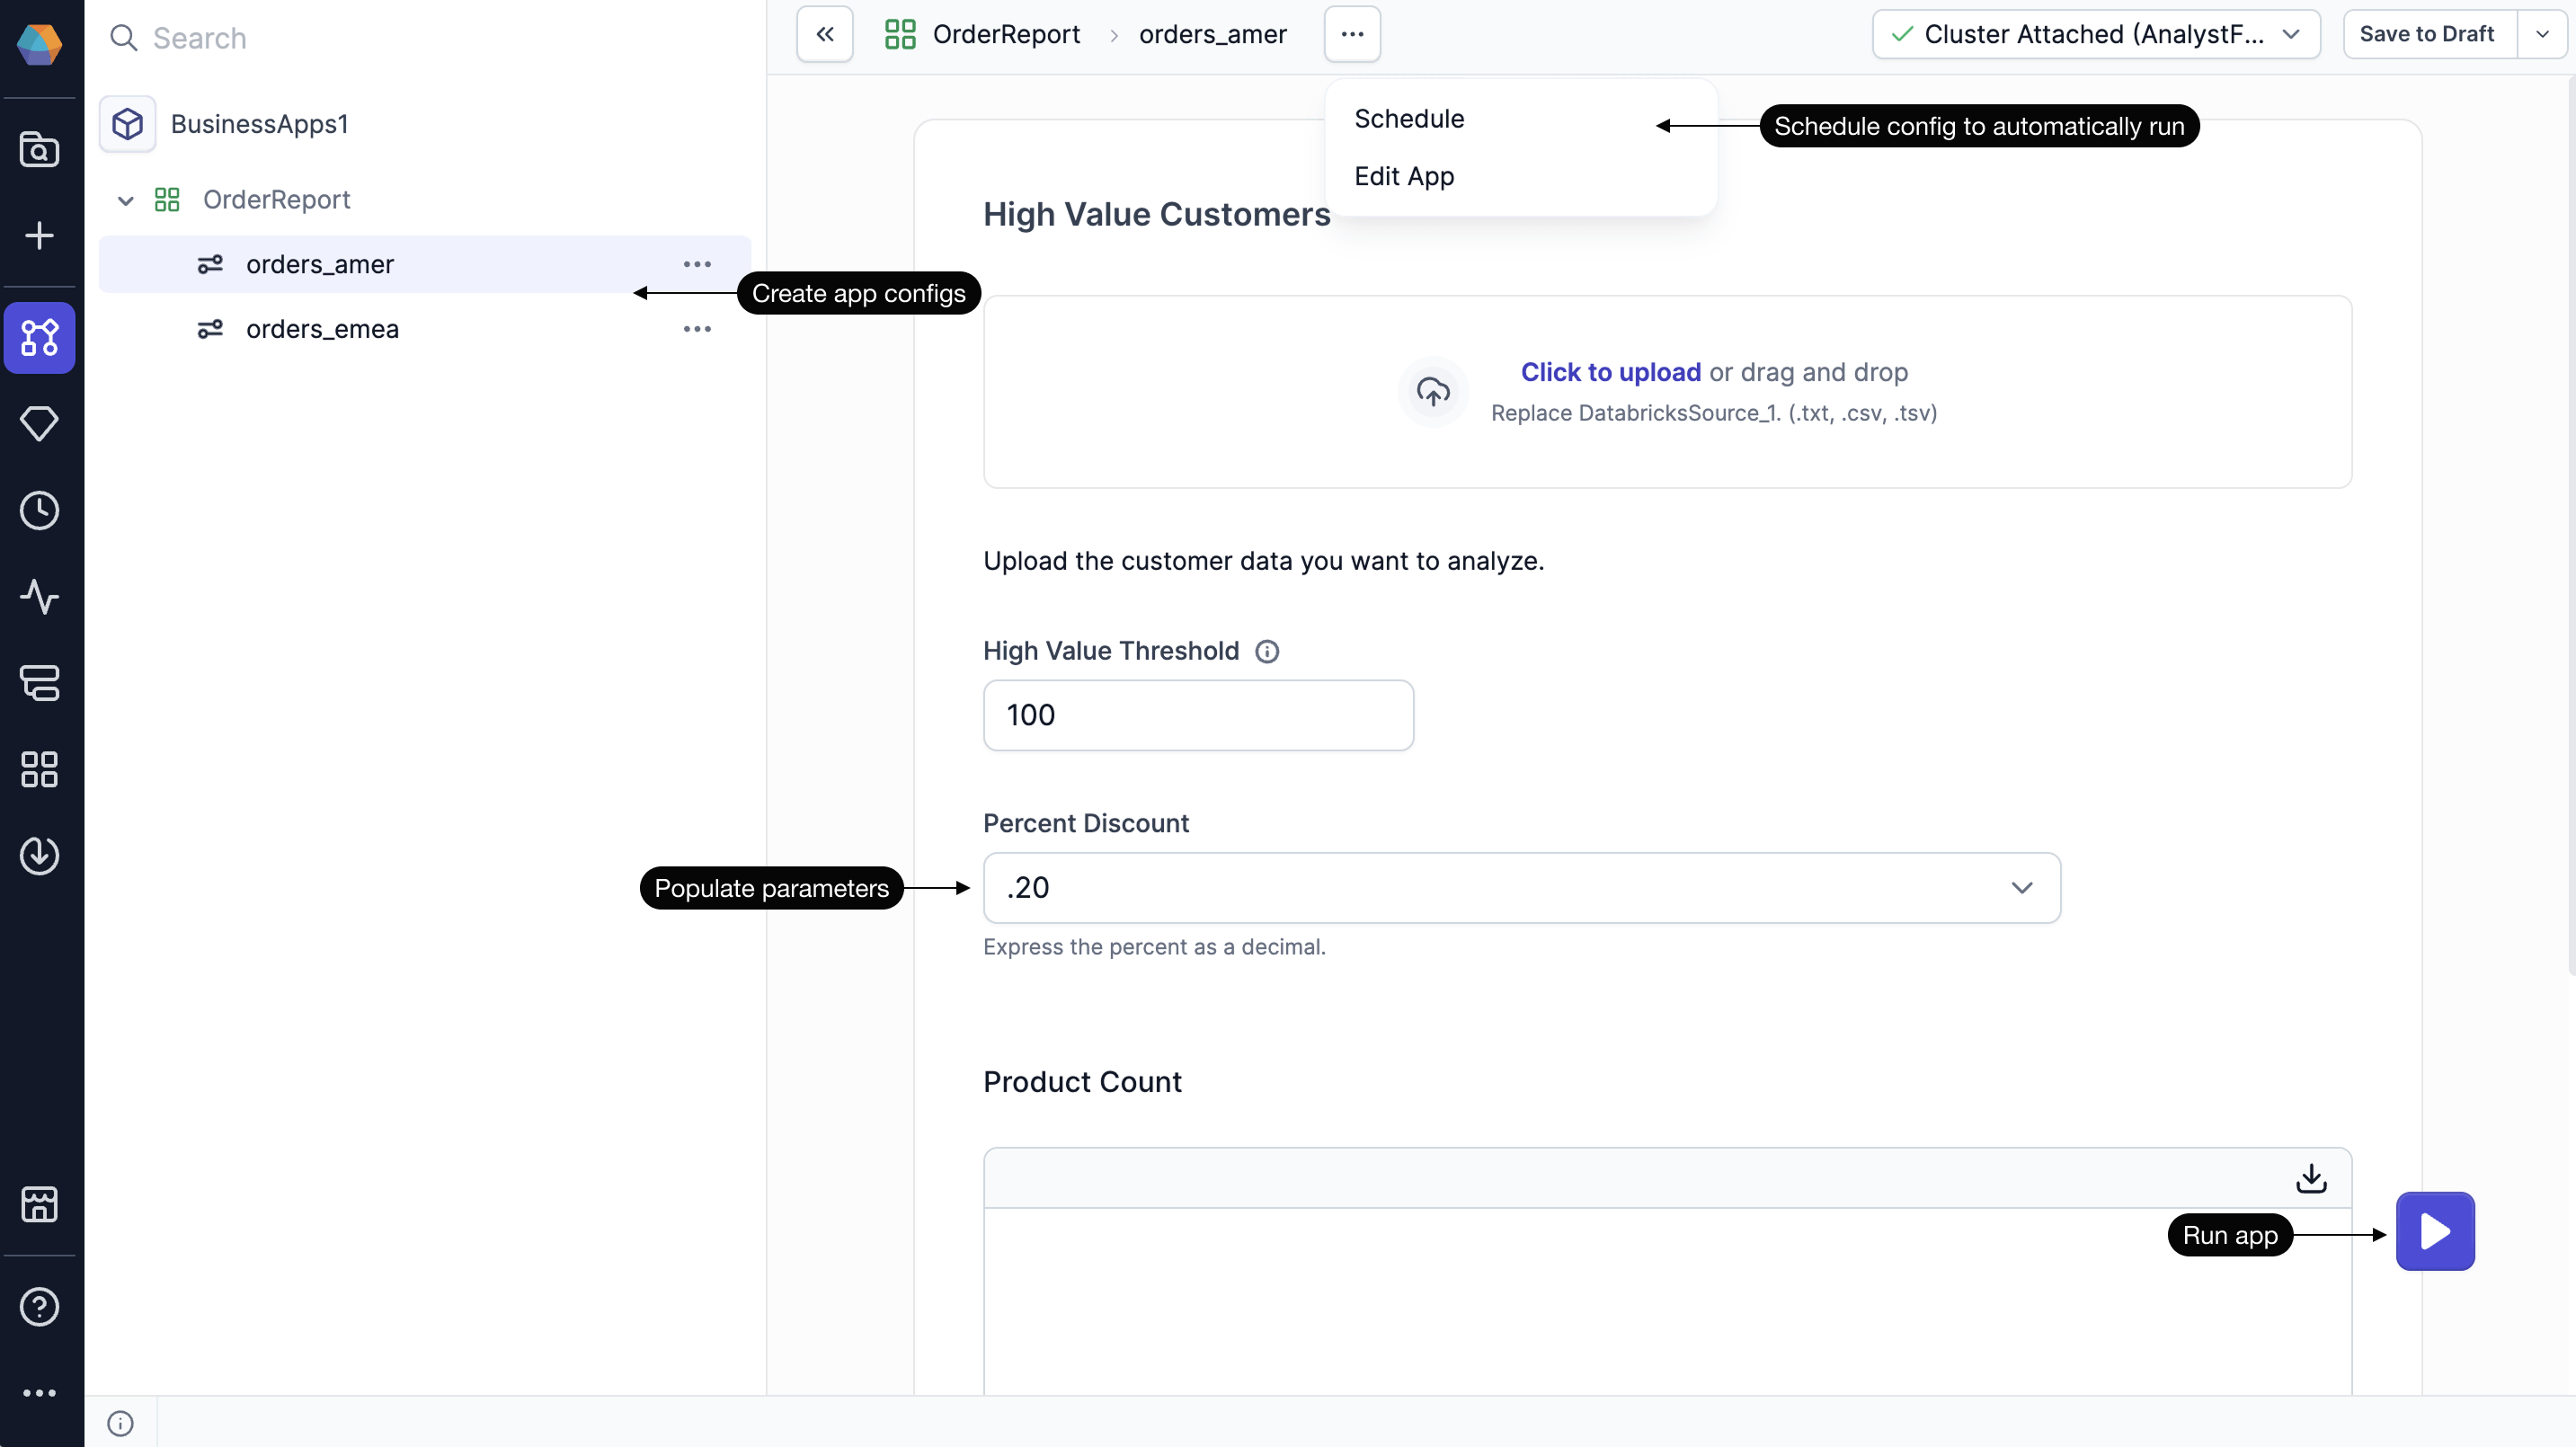 Search
BusinessApps1
OrderReport
orders_amer
orders_emea
Create app configs
OrderReport
orders_amer
Cluster Attached (AnalystF...
Save to Draft
Schedule
Edit App
Schedule config to automatically run
High Value Customers
Click to upload or drag and drop
Replace DatabricksSource_1. (.txt, .csv, .tsv)
Upload the customer data you want to analyze.
High Value Threshold
100
Percent Discount
Populate parameters
.20
Express the percent as a decimal.
Product Count
Run app